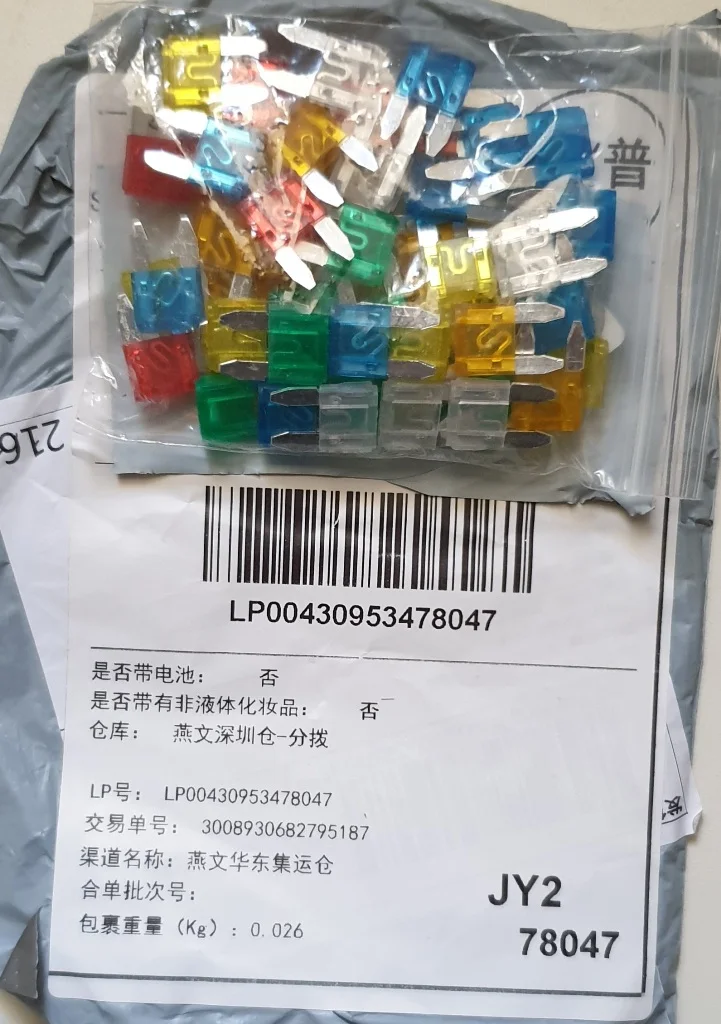 普
216
LP00430953478047
是否带电池： 否
是否带有非液体化妆品： 否
仓库： 燕文深圳仓-分拨
LP号： LP00430953478047
交易单号： 3008930682795187
渠道名称：燕文华东集运仓
合单批次号：
包裹重量（Kg）：0.026
JY2
78047